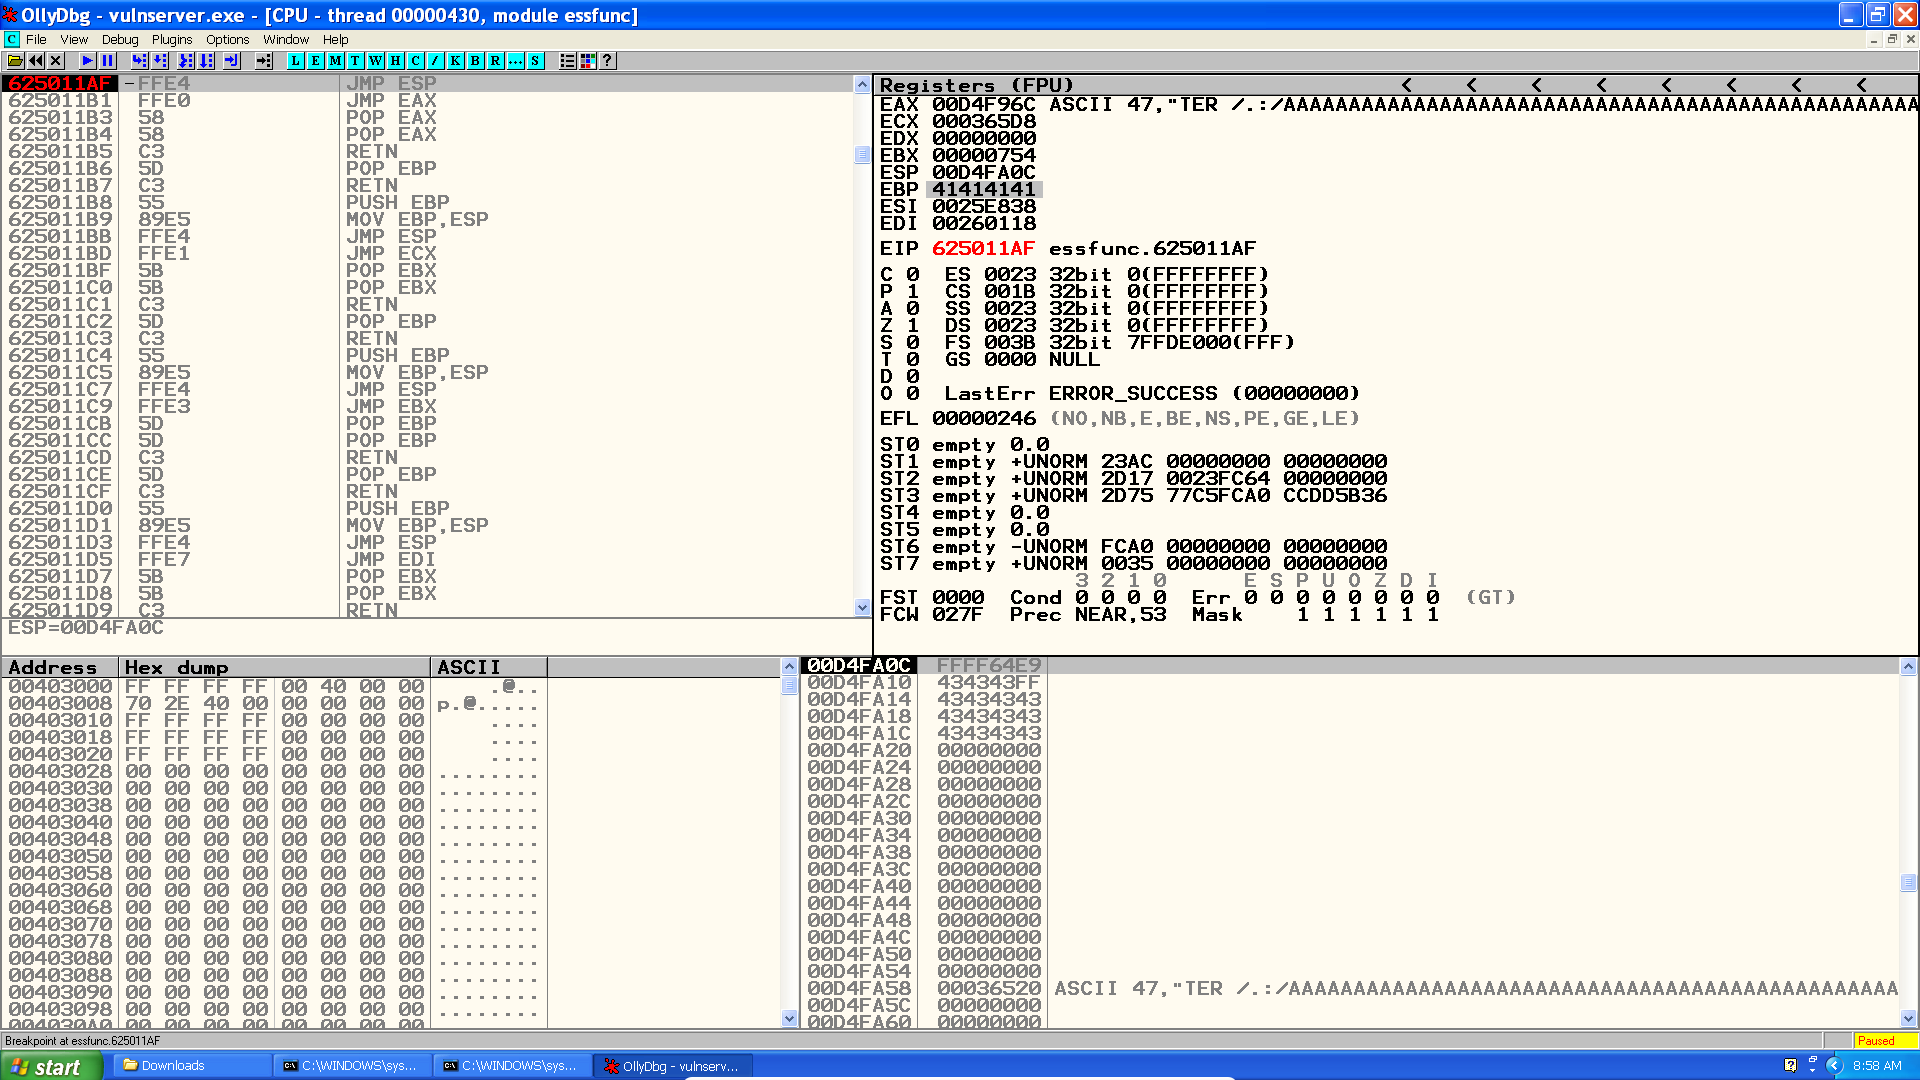 OllyDbg - vulnserver.exe - [CPU - thread 00000430, module essfunc]
C File View Debug Plugins Options Window Help
L E M T W H C / K B R ... S ?
625011AF -FFE4 JMP ESP
625011B1 FFE0 JMP EAX
625011B3 58 POP EAX
625011B4 58 POP EAX
625011B5 C3 RETN
625011B6 5D POP EBP
625011B7 C3 RETN
625011B8 55 PUSH EBP
625011B9 89E5 MOV EBP,ESP
625011BB FFE4 JMP ESP
625011BD FFE1 JMP ECX
625011BF 5B POP EBX
625011C0 5B POP EBX
625011C1 C3 RETN
625011C2 5D POP EBP
625011C3 C3 RETN
625011C4 55 PUSH EBP
625011C5 89E5 MOV EBP,ESP
625011C7 FFE4 JMP ESP
625011C9 FFE3 JMP EBX
625011CB 5D POP EBP
625011CC 5D POP EBP
625011CD C3 RETN
625011CE 5D POP EBP
625011CF C3 RETN
625011D0 55 PUSH EBP
625011D1 89E5 MOV EBP,ESP
625011D3 FFE4 JMP ESP
625011D5 FFE7 JMP EDI
625011D7 5B POP EBX
625011D8 5B POP EBX
625011D9 C3 RETN
ESP=00D4FA0C
Registers (FPU) < < < < < < < <
EAX 00D4F96C ASCII 47,"TER /.:/AAAAAAAAAAAAAAAAAAAAAAAAAAAAAAAAAAAAAAAAAAAAAAAAA
ECX 000365D8
EDX 00000000
EBX 00000754
ESP 00D4FA0C
EBP 41414141
ESI 0025E838
EDI 00260118
EIP 625011AF essfunc.625011AF
C 0 ES 0023 32bit 0(FFFFFFFF)
P 1 CS 001B 32bit 0(FFFFFFFF)
A 0 SS 0023 32bit 0(FFFFFFFF)
Z 1 DS 0023 32bit 0(FFFFFFFF)
S 0 FS 003B 32bit 7FFDE000(FFF)
T 0 GS 0000 NULL
D 0
O 0 LastErr ERROR_SUCCESS (00000000)
EFL 00000246 (NO,NB,E,BE,NS,PE,GE,LE)
ST0 empty 0.0
ST1 empty +UNORM 23AC 00000000 00000000
ST2 empty +UNORM 2D17 0023FC64 00000000
ST3 empty +UNORM 2D75 77C5FCA0 CCDD5B36
ST4 empty 0.0
ST5 empty 0.0
ST6 empty -UNORM FCA0 00000000 00000000
ST7 empty +UNORM 0035 00000000 00000000
3 2 1 0 E S P U O Z D I
FST 0000 Cond 0 0 0 0 Err 0 0 0 0 0 0 0 0 (GT)
FCW 027F Prec NEAR,53 Mask 1 1 1 1 1 1
Address Hex dump ASCII
00403000 FF FF FF FF 00 40 00 00 .@..
00403008 70 2E 40 00 00 00 00 00 p.@.....
00403010 FF FF FF FF 00 00 00 00 ....
00403018 FF FF FF FF 00 00 00 00 ....
00403020 FF FF FF FF 00 00 00 00 ....
00403028 00 00 00 00 00 00 00 00 ........
00403030 00 00 00 00 00 00 00 00 ........
00403038 00 00 00 00 00 00 00 00 ........
00403040 00 00 00 00 00 00 00 00 ........
00403048 00 00 00 00 00 00 00 00 ........
00403050 00 00 00 00 00 00 00 00 ........
00403058 00 00 00 00 00 00 00 00 ........
00403060 00 00 00 00 00 00 00 00 ........
00403068 00 00 00 00 00 00 00 00 ........
00403070 00 00 00 00 00 00 00 00 ........
00403078 00 00 00 00 00 00 00 00 ........
00403080 00 00 00 00 00 00 00 00 ........
00403088 00 00 00 00 00 00 00 00 ........
00403090 00 00 00 00 00 00 00 00 ........
00403098 00 00 00 00 00 00 00 00 ........
004030A0 00 00 00 00 00 00 00 00
00D4FA0C FFFF64E9
00D4FA10 434343FF
00D4FA14 43434343
00D4FA18 43434343
00D4FA1C 43434343
00D4FA20 00000000
00D4FA24 00000000
00D4FA28 00000000
00D4FA2C 00000000
00D4FA30 00000000
00D4FA34 00000000
00D4FA38 00000000
00D4FA3C 00000000
00D4FA40 00000000
00D4FA44 00000000
00D4FA48 00000000
00D4FA4C 00000000
00D4FA50 00000000
00D4FA54 00000000
00D4FA58 00036520 ASCII 47,"TER /.:/AAAAAAAAAAAAAAAAAAAAAAAAAAAAAAAAAAAAAAAAAAAAAAA
00D4FA5C 00000000
00D4FA60 00000000
Breakpoint at essfunc.625011AF Paused
start Downloads C:\WINDOWS\sys... C:\WINDOWS\sys... OllyDbg - vulnserv... 8:58 AM